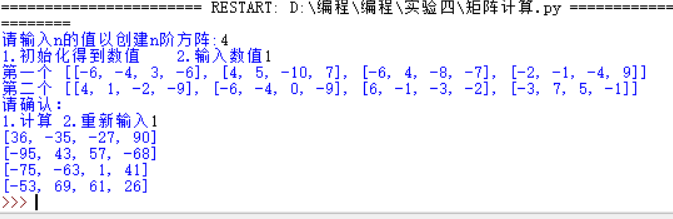 ======================== RESTART: D:\编程\编程\实验四\矩阵计算.py =============
=========
请输入n的值以创建n阶方阵:4
1.初始化得到数值    2.输入数值1
第一个 [[-6, -4, 3, -6], [4, 5, -10, 7], [-6, 4, -8, -7], [-2, -1, -4, 9]]
第二个 [[4, 1, -2, -9], [-6, -4, 0, -9], [6, -1, -3, -2], [-3, 7, 5, -1]]
请确认：
1.计算 2.重新输入1
[36, -35, -27, 90]
[-95, 43, 57, -68]
[-75, -63, 1, 41]
[-53, 69, 61, 26]
>>>